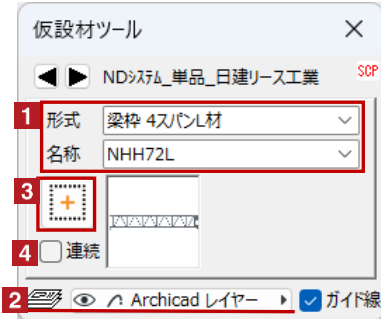 仮設材ツール
NDシステム_単品_日建リース工業 SCP
1 形式 梁枠 4スパンL材
名称 NHH72L
3
4 連続
2 Archicad レイヤー ガイド線